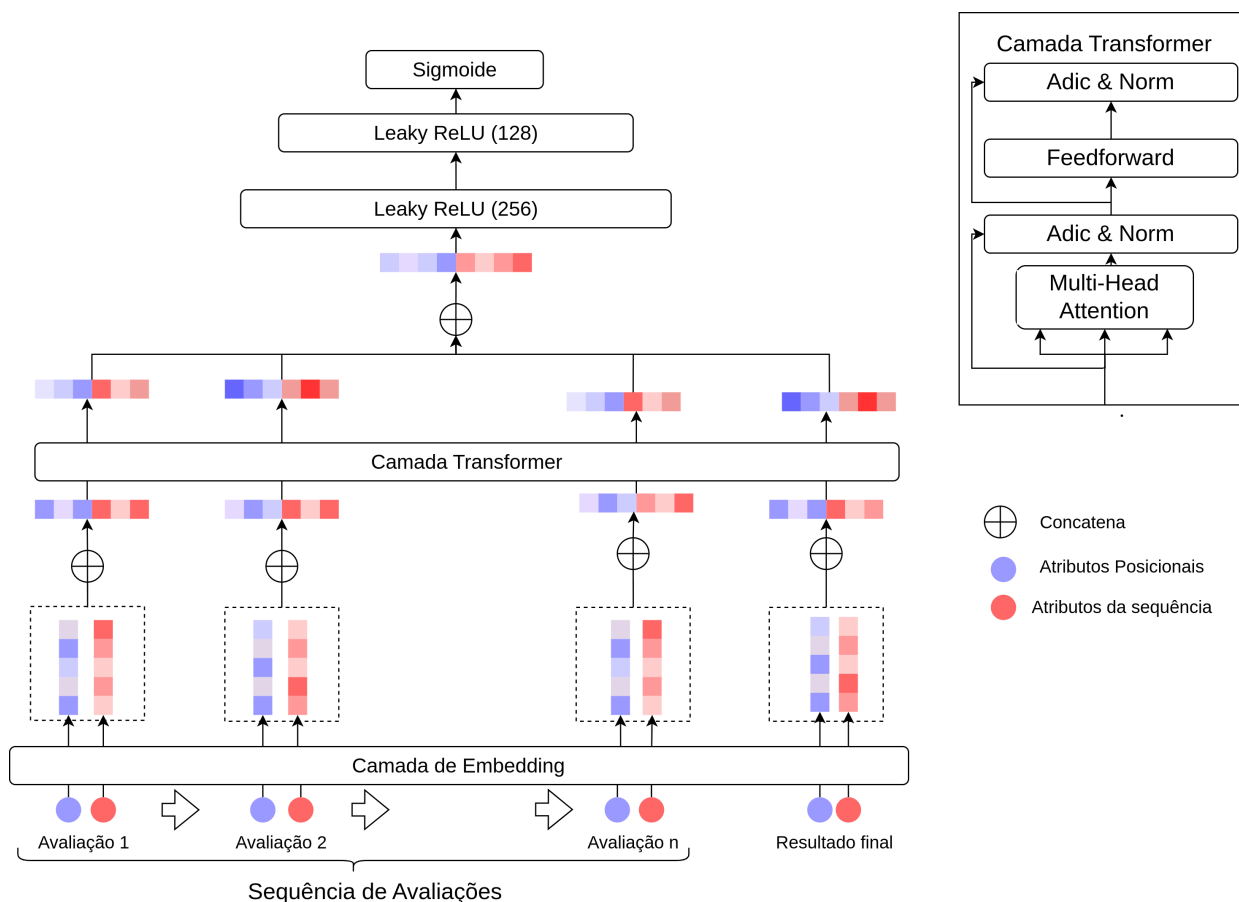 Sigmoide
Leaky ReLU (128)
Leaky ReLU (256)
Camada Transformer
Camada de Embedding
Avaliação 1
Avaliação 2
Avaliação n
Resultado final
Sequência de Avaliações
Camada Transformer
Adic & Norm
Feedforward
Adic & Norm
Multi-Head
Attention
.
Concatena
Atributos Posicionais
Atributos da sequência